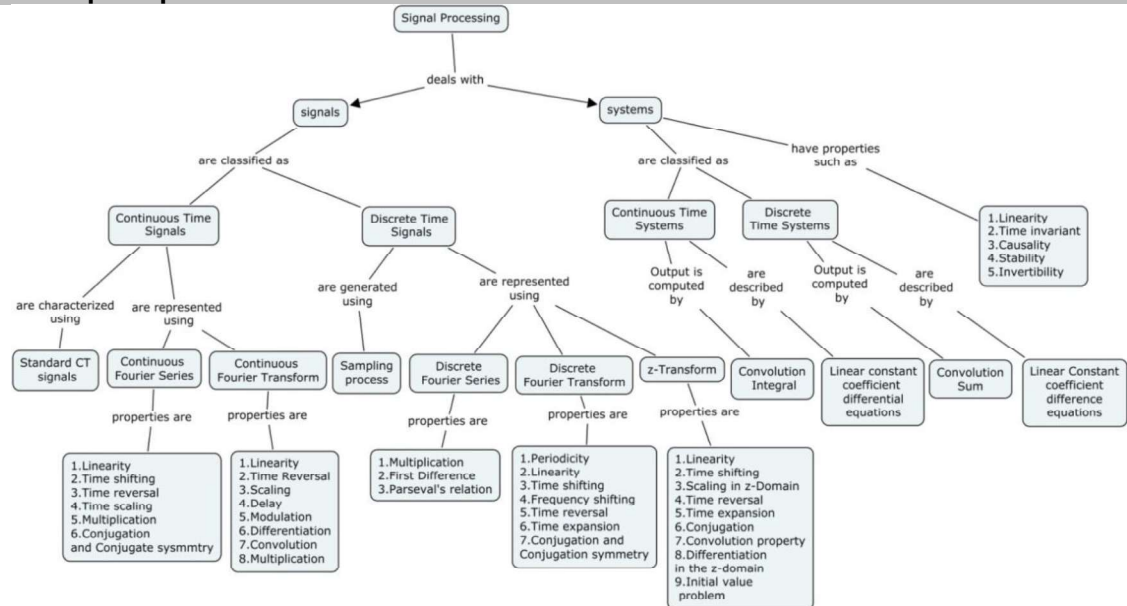 Signal Processing
deals with
signals
systems
are classified as
are classified as
have properties
such as
Continuous Time
Signals
Discrete Time
Signals
Continuous Time
Systems
Discrete
Time Systems
1.Linearity
2.Time invariant
3.Causality
4.Stability
5.Invertibility
are characterized
using
are represented
using
are generated
using
are represented
using
Output is
computed
by
are
described
by
Output is
computed
by
are
described
by
Standard CT
signals
Continuous
Fourier Series
Continuous
Fourier Transform
Sampling
process
Discrete
Fourier Series
Discrete
Fourier Transform
z-Transform
Convolution
Integral
Linear constant
coefficient
differential
equations
Convolution
Sum
Linear Constant
coefficient
difference
equations
properties are
properties are
properties are
properties are
properties are
1.Linearity
2.Time shifting
3.Time reversal
4.Time scaling
5.Multiplication
6.Conjugation
and Conjugate sysmmtry
1.Linearity
2.Time Reversal
3.Scaling
4.Delay
5.Modulation
6.Differentiation
7.Convolution
8.Multiplication
1.Multiplication
2.First Difference
3.Parseval's relation
1.Periodicity
2.Linearity
3.Time shifting
4.Frequency shifting
5.Time reversal
6.Time expansion
7.Conjugation and
Conjugation symmetry
1.Linearity
2.Time shifting
3.Scaling in z-Domain
4.Time reversal
5.Time expansion
6.Conjugation
7.Convolution property
8.Differentiation
in the z-domain
9.Initial value
problem